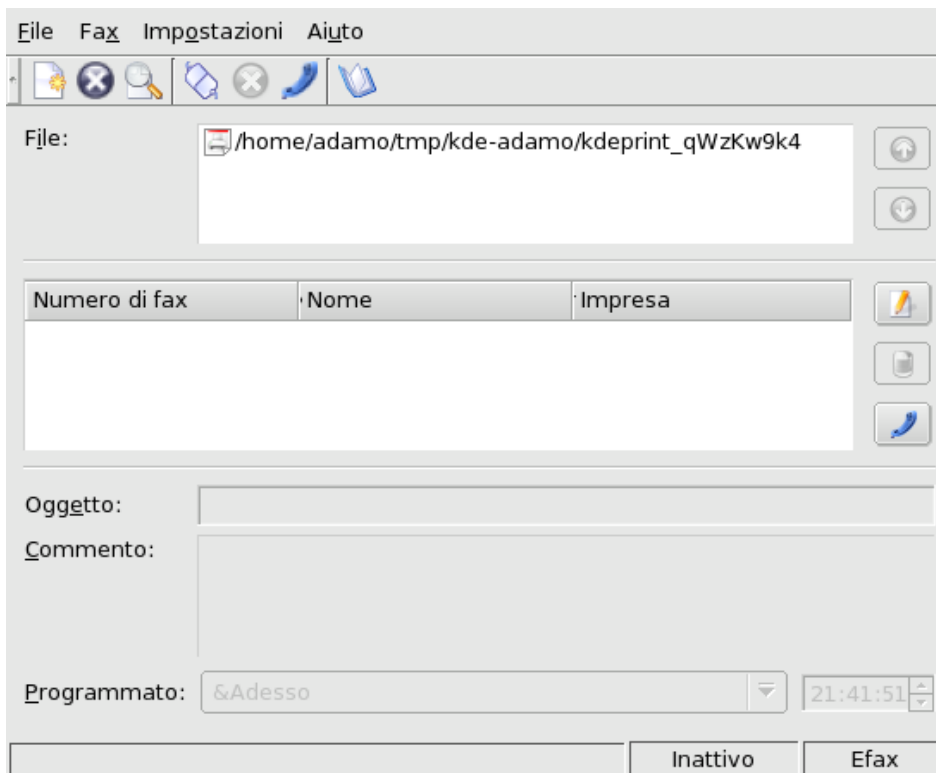 File Fax Impostazioni Aiuto
File: /home/adamo/tmp/kde-adamo/kdeprint_qWzKw9k4
Numero di fax Nome Impresa
Oggetto:
Commento:
Programmato: &Adesso 21:41:51
Inattivo Efax